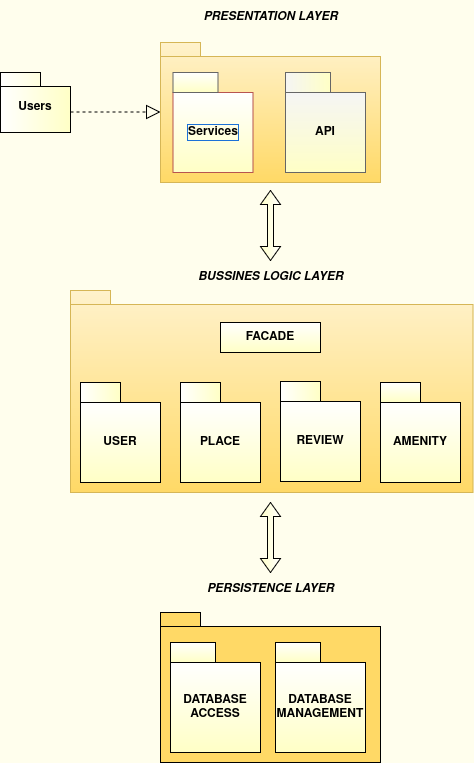 PRESENTATION LAYER
Users
Services
API
BUSSINES LOGIC LAYER
FACADE
USER
PLACE
REVIEW
AMENITY
PERSISTENCE LAYER
DATABASE
ACCESS
DATABASE
MANAGEMENT